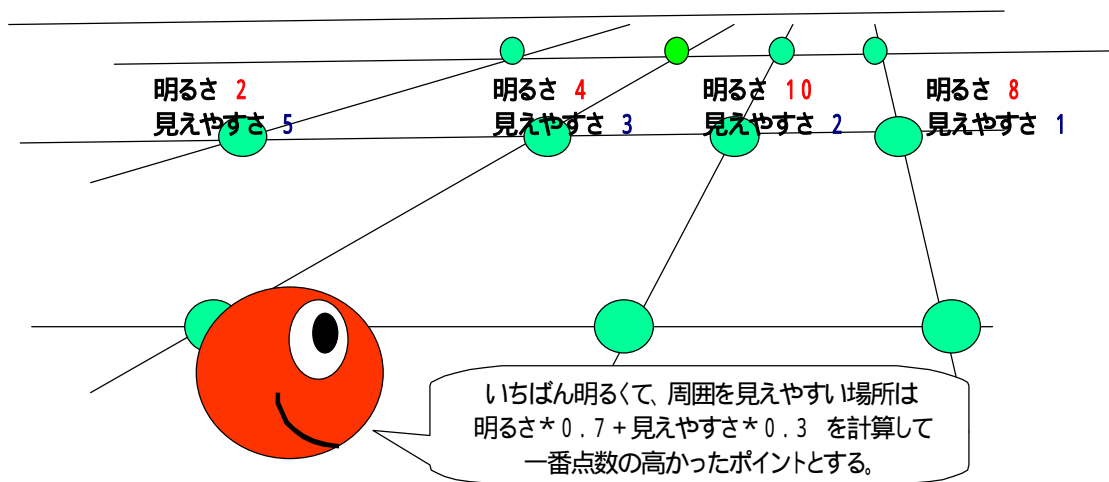 明るさ 2
見えやすさ 5
明るさ 4
見えやすさ 3
明るさ 10
見えやすさ 2
明るさ 8
見えやすさ 1
いちばん明るくて、周囲を見えやすい場所は
明るさ*0.7+見えやすさ*0.3 を計算して
一番点数の高かったポイントとする。